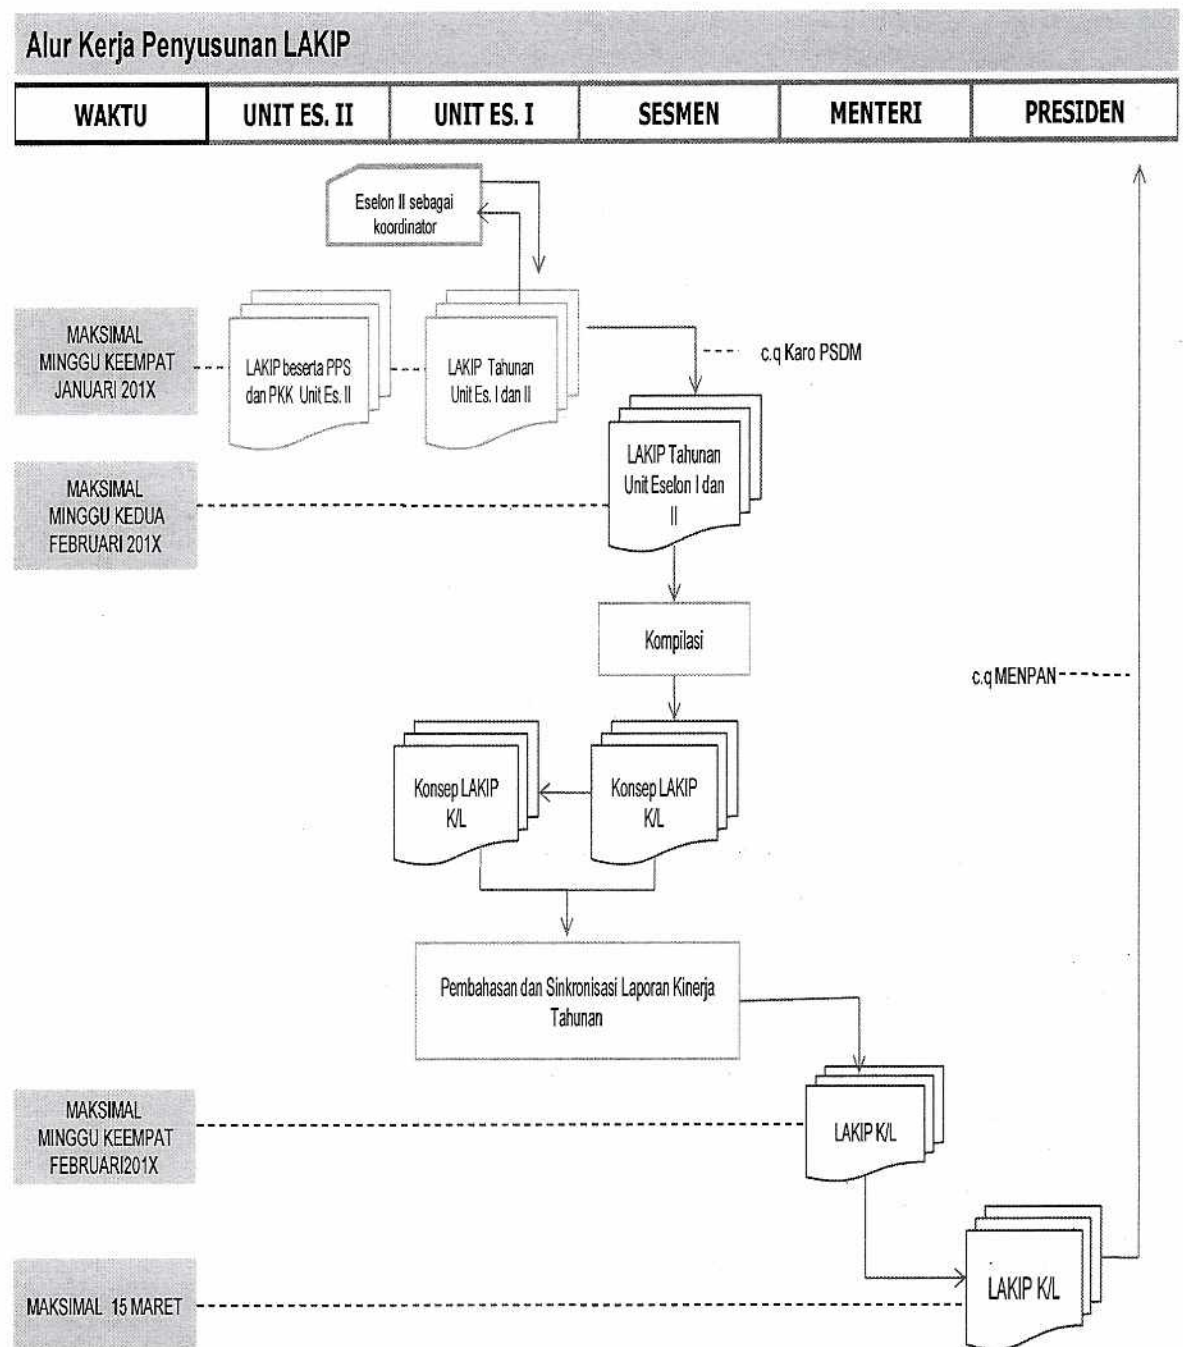 Alur Kerja Penyusunan LAKIP
WAKTU
UNIT ES. II
UNIT ES. I
SESMEN
MENTERI
PRESIDEN
Eselon II sebagai
koordinator
MAKSIMAL
MINGGU KEEMPAT
JANUARI 201X
LAKIP beserta PPS
dan PKK Unit Es. II
LAKIP Tahunan
Unit Es. I dan II
c.q Karo PSDM
LAKIP Tahunan
Unit Eselon I dan
II
MAKSIMAL
MINGGU KEDUA
FEBRUARI 201X
Kompilasi
c.q MENPAN
Konsep LAKIP
K/L
Konsep LAKIP
K/L
Pembahasan dan Sinkronisasi Laporan Kinerja
Tahunan
MAKSIMAL
MINGGU KEEMPAT
FEBRUARI201X
LAKIP K/L
LAKIP K/L
MAKSIMAL 15 MARET